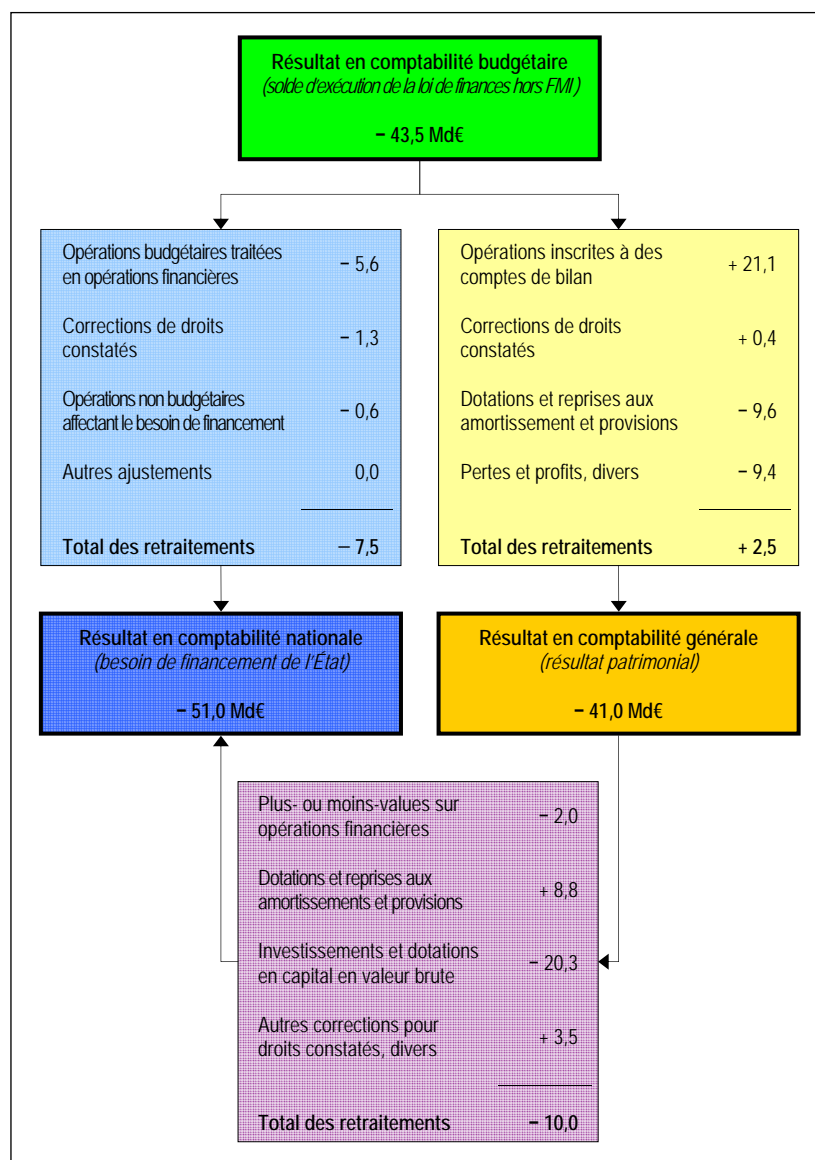 Résultat en comptabilité budgétaire
(solde d'exécution de la loi de finances hors FMI )
− 43,5 Md€
Opérations budgétaires traitées
en opérations financières
− 5,6
Corrections de droits
constatés
− 1,3
Opérations non budgétaires
affectant le besoin de financement
− 0,6
Autres ajustements
0,0
Total des retraitements
− 7,5
Opérations inscrites à des
comptes de bilan
+ 21,1
Corrections de droits
constatés
+ 0,4
Dotations et reprises aux
amortissement et provisions
− 9,6
Pertes et profits, divers
− 9,4
Total des retraitements
+ 2,5
Résultat en comptabilité nationale
(besoin de financement de l'État)
− 51,0 Md€
Résultat en comptabilité générale
(résultat patrimonial)
− 41,0 Md€
Plus- ou moins-values sur
opérations financières
− 2,0
Dotations et reprises aux
amortissements et provisions
+ 8,8
Investissements et dotations
en capital en valeur brute
− 20,3
Autres corrections pour
droits constatés, divers
+ 3,5
Total des retraitements
− 10,0